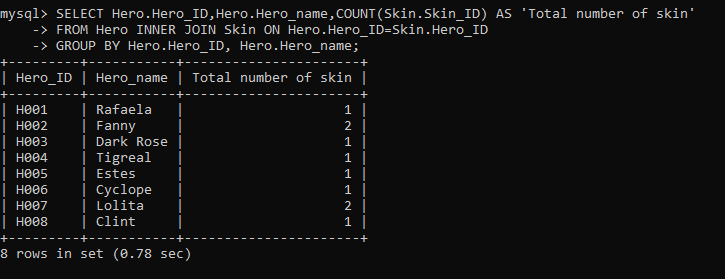 mysql> SELECT Hero.Hero_ID,Hero.Hero_name,COUNT(Skin.Skin_ID) AS 'Total number of skin'
    -> FROM Hero INNER JOIN Skin ON Hero.Hero_ID=Skin.Hero_ID
    -> GROUP BY Hero.Hero_ID, Hero.Hero_name;
+---------+-----------+----------------------+
| Hero_ID | Hero_name | Total number of skin |
+---------+-----------+----------------------+
| H001    | Rafaela   |                    1 |
| H002    | Fanny     |                    2 |
| H003    | Dark Rose |                    1 |
| H004    | Tigreal   |                    1 |
| H005    | Estes     |                    1 |
| H006    | Cyclope   |                    1 |
| H007    | Lolita    |                    2 |
| H008    | Clint     |                    1 |
+---------+-----------+----------------------+
8 rows in set (0.78 sec)